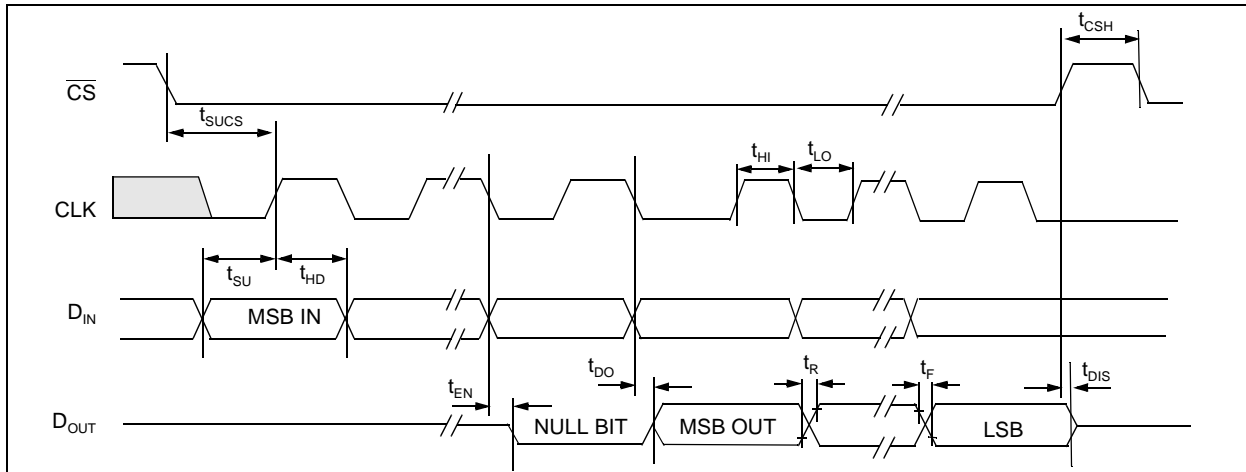 tCSH
CS
tSUCS
tHI
tLO
CLK
tSU
tHD
DIN
MSB IN
tEN
tDO
tR
tF
tDIS
DOUT
NULL BIT
MSB OUT
LSB